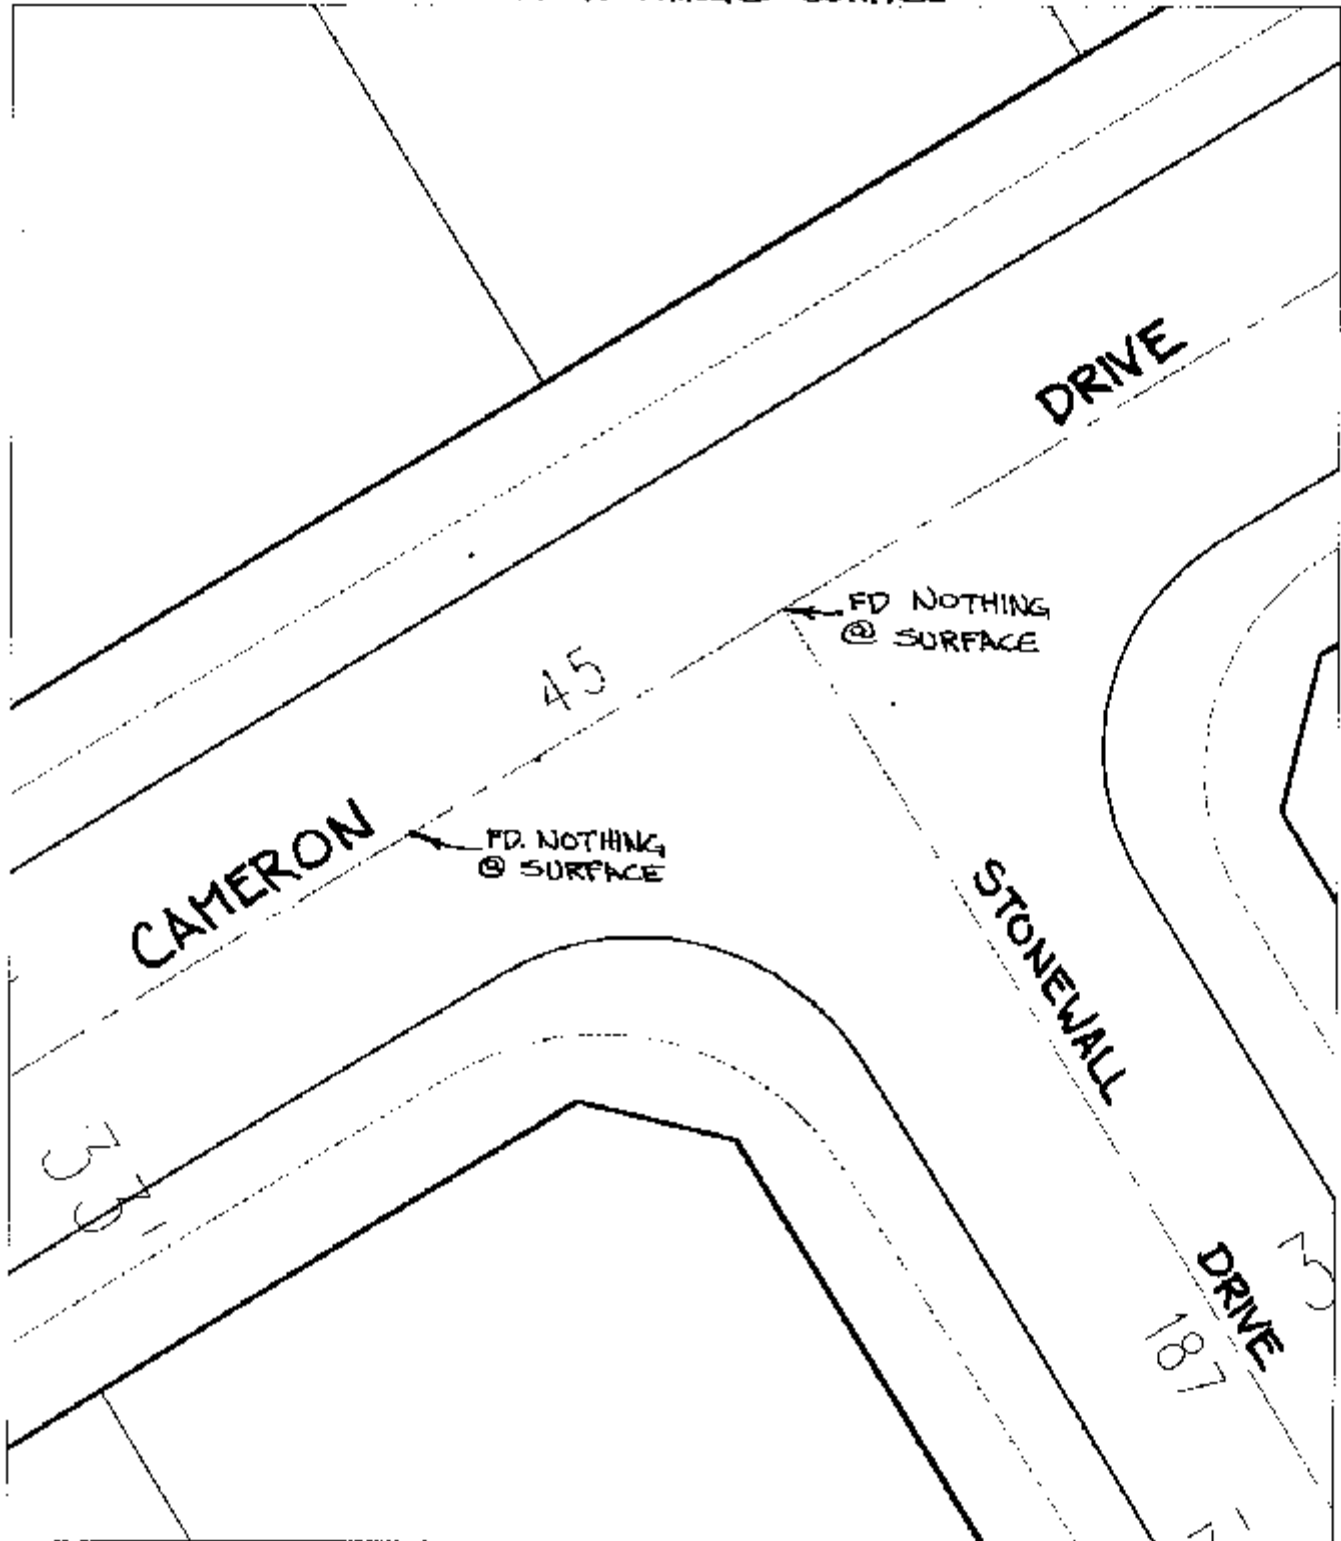 DRIVE
FD NOTHING
@ SURFACE
45
CAMERON
FD. NOTHING
@ SURFACE
STONEWALL
33
DRIVE
187